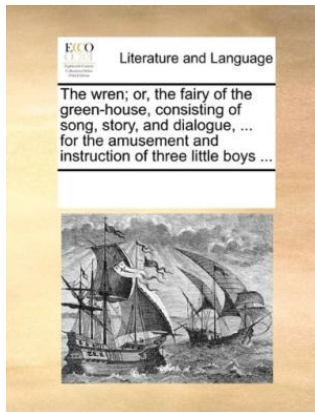 ECCO
Literature and Language
The wren; or, the fairy of the
green-house, consisting of
song, story, and dialogue, ...
for the amusement and
instruction of three little boys ...